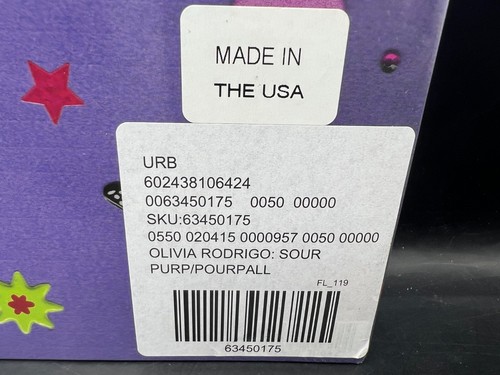 MADE IN
THE USA
URB
602438106424
0063450175 0050 00000
SKU:63450175
0550 020415 0000957 0050 00000
OLIVIA RODRIGO: SOUR
PURP/POURPALL
FL_119
63450175